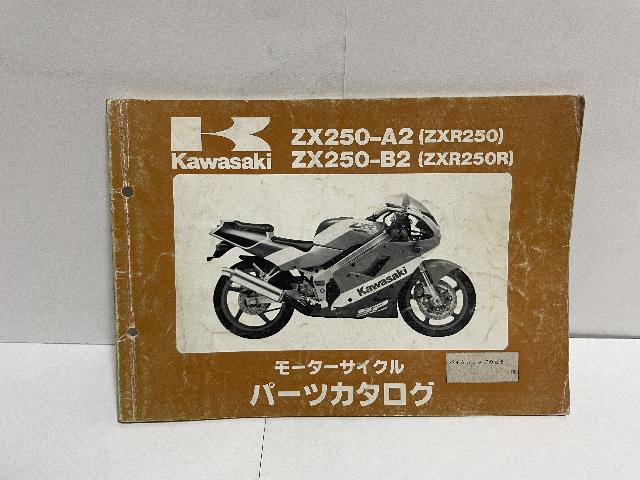 Kawasaki
ZX250-A2 (ZXR250)
ZX250-B2 (ZXR250R)
Kawasaki
モーターサイクル
パーツカタログ